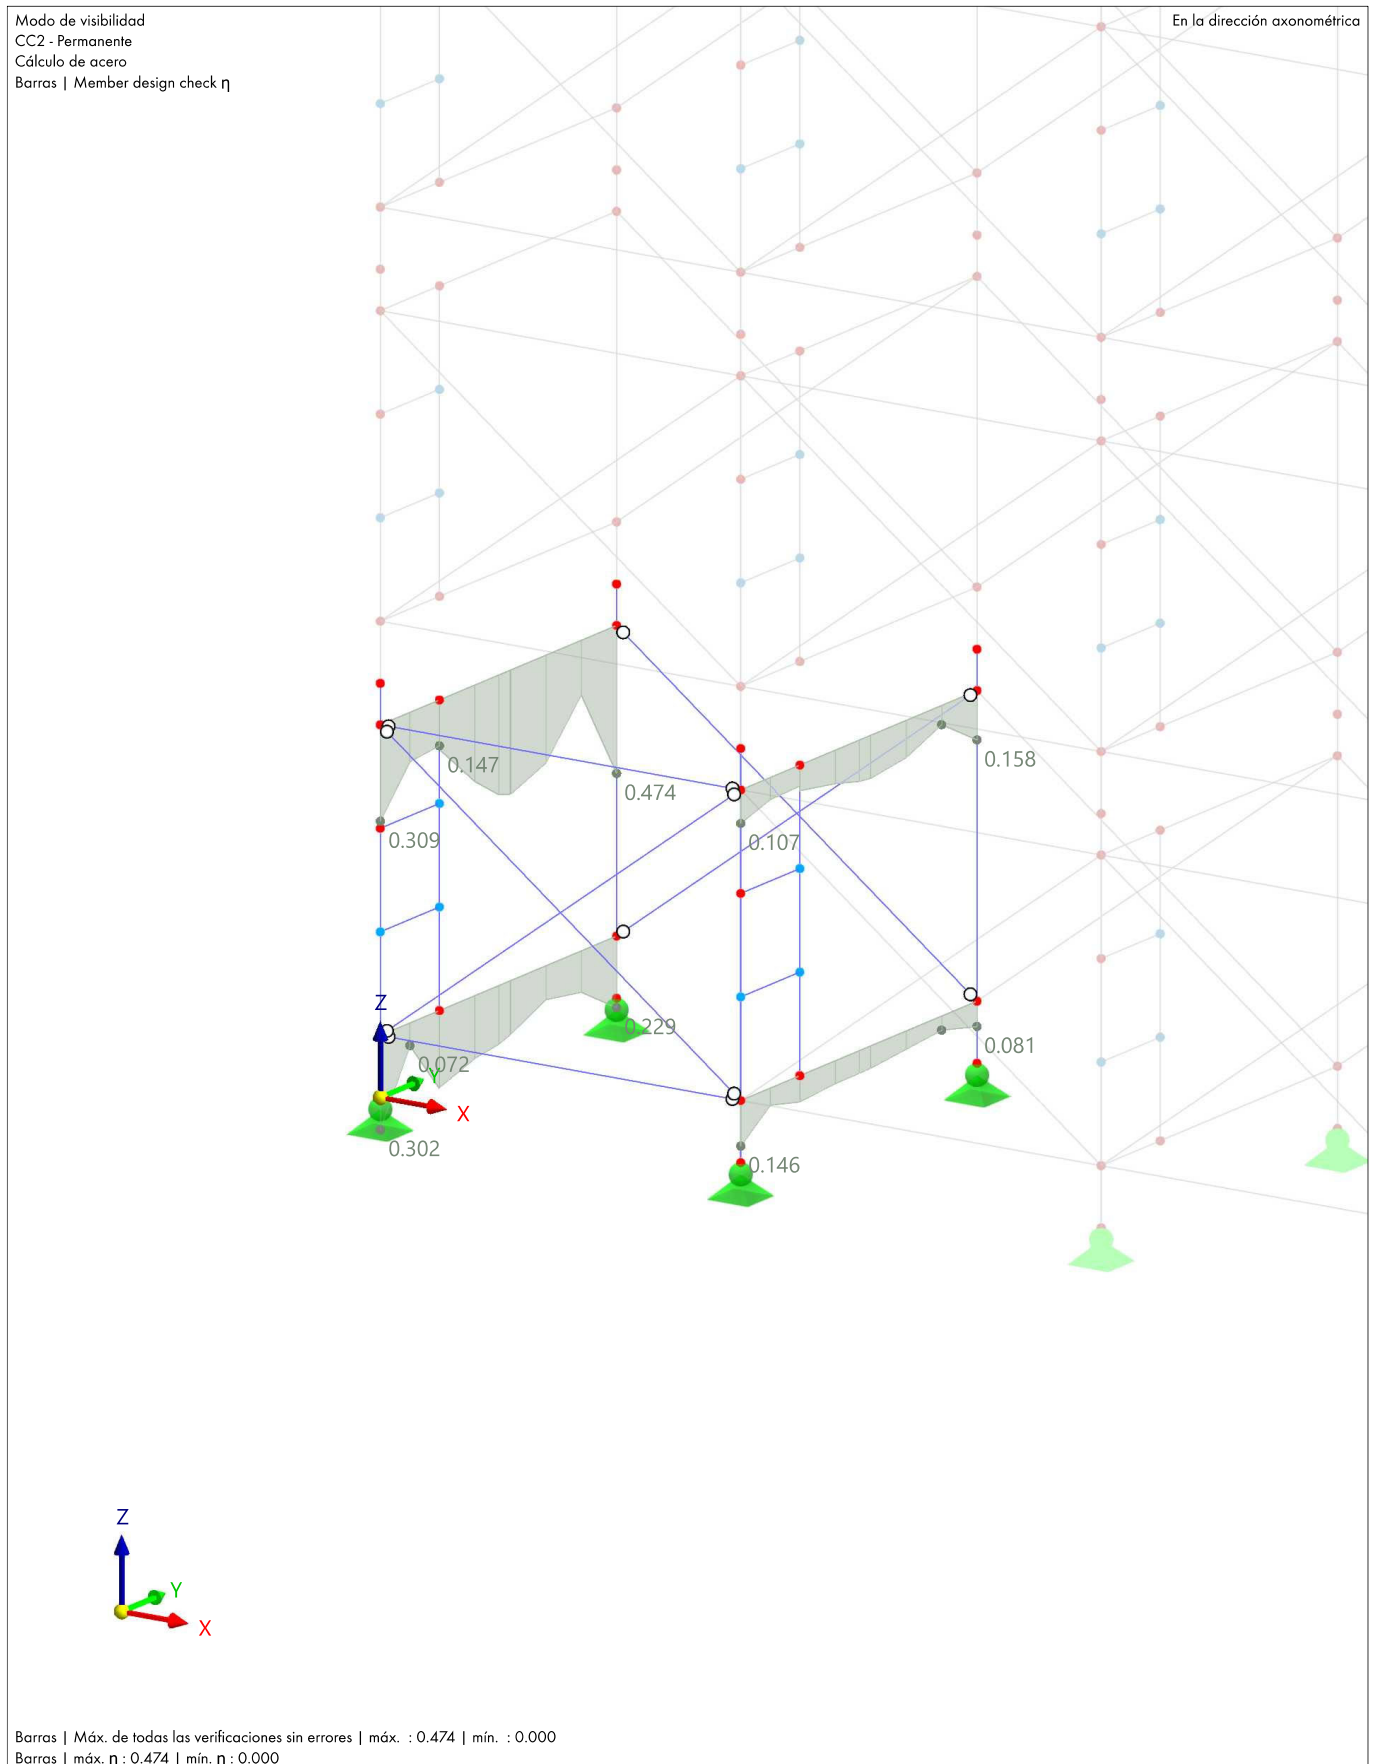 Modo de visibilidad
CC2 - Permanente
Cálculo de acero
Barras | Member design check η
En la dirección axonométrica
0.147
0.474
0.309
0.158
0.107
0.229
0.072
0.081
0.302
0.146
Z
Y
X
Z
Y
X
Barras | Máx. de todas las verificaciones sin errores | máx. : 0.474 | mín. : 0.000
Barras | máx. η : 0.474 | mín. η : 0.000